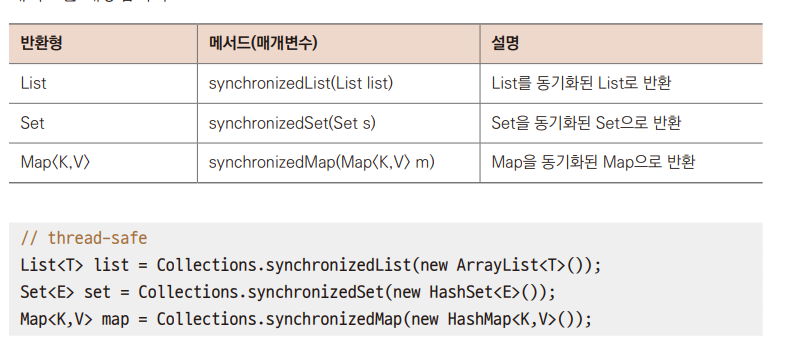 반환형 메서드(매개변수) 설명
List synchronizedList(List list) List를 동기화된 List로 반환
Set synchronizedSet(Set s) Set을 동기화된 Set으로 반환
Map〈K,V〉 synchronizedMap(Map〈K,V〉 m) Map을 동기화된 Map으로 반환
// thread-safe
List<T> list = Collections.synchronizedList(new ArrayList<T>());
Set<E> set = Collections.synchronizedSet(new HashSet<E>());
Map<K,V> map = Collections.synchronizedMap(new HashMap<K,V>());